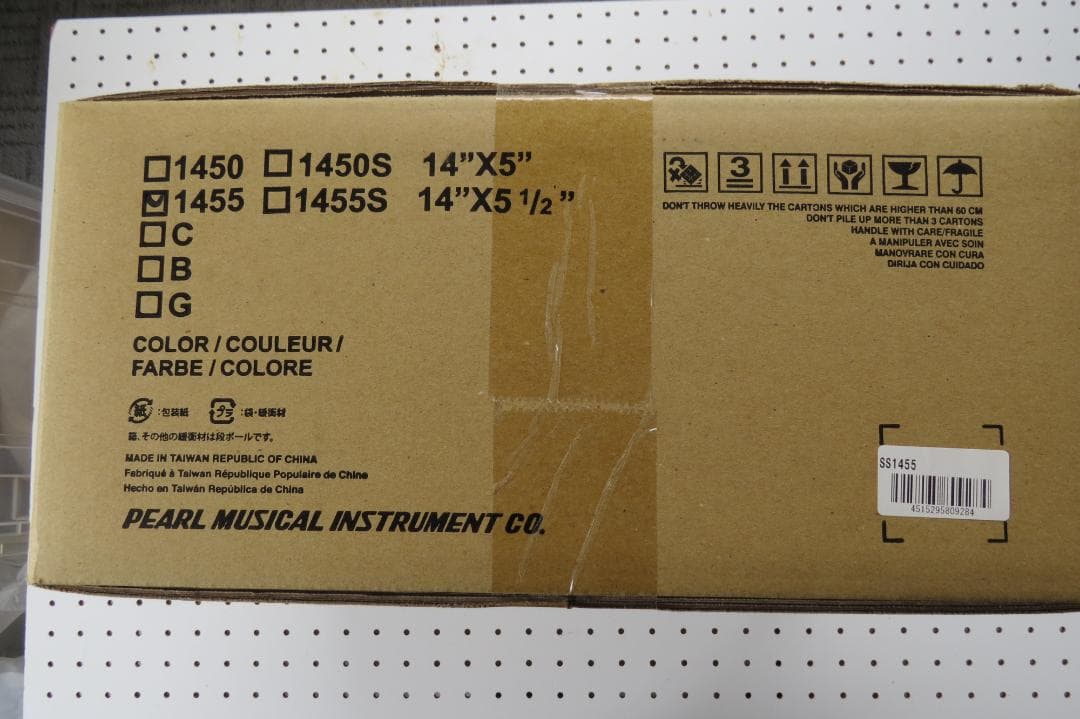 1450 1450S 14”X5”
1455 1455S 14”X5 1/2”
C
B
G
COLOR / COULEUR /
FARBE / COLORE
紙 :包装紙 プラ :袋・緩衝材
箱、その他の緩衝材は段ボールです。
MADE IN TAIWAN REPUBLIC OF CHINA
Fabriqué à Taiwan République Populaire de Chine
Hecho en Taiwán República de China
PEARL MUSICAL INSTRUMENT CO.
3
DON'T THROW HEAVILY THE CARTONS WHICH ARE HIGHER THAN 60 CM
DON'T PILE UP MORE THAN 3 CARTONS
HANDLE WITH CARE/FRAGILE
A MANIPULER AVEC SOIN
MANOVRARE CON CURA
DIRIJA CON CUIDADO
SS1455
4515295809284